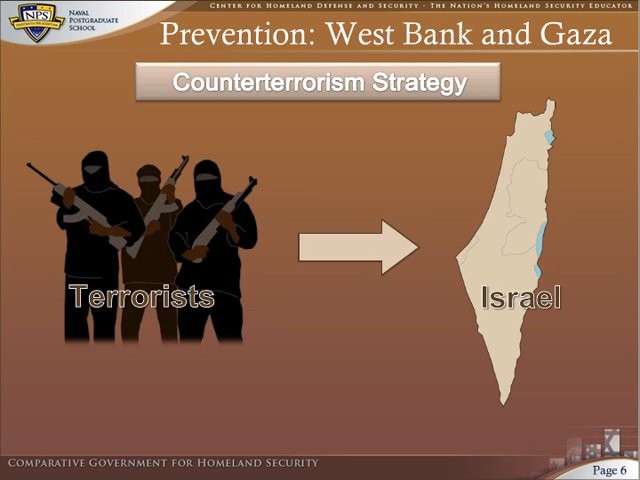 CENTER FOR HOMELAND DEFENSE AND SECURITY · THE NATION'S HOMELAND SECURITY EDUCATOR
NPS
NAVAL
POSTGRADUATE
SCHOOL
Prevention: West Bank and Gaza
Counterterrorism Strategy
Terrorists
Israel
COMPARATIVE GOVERNMENT FOR HOMELAND SECURITY
Page 6